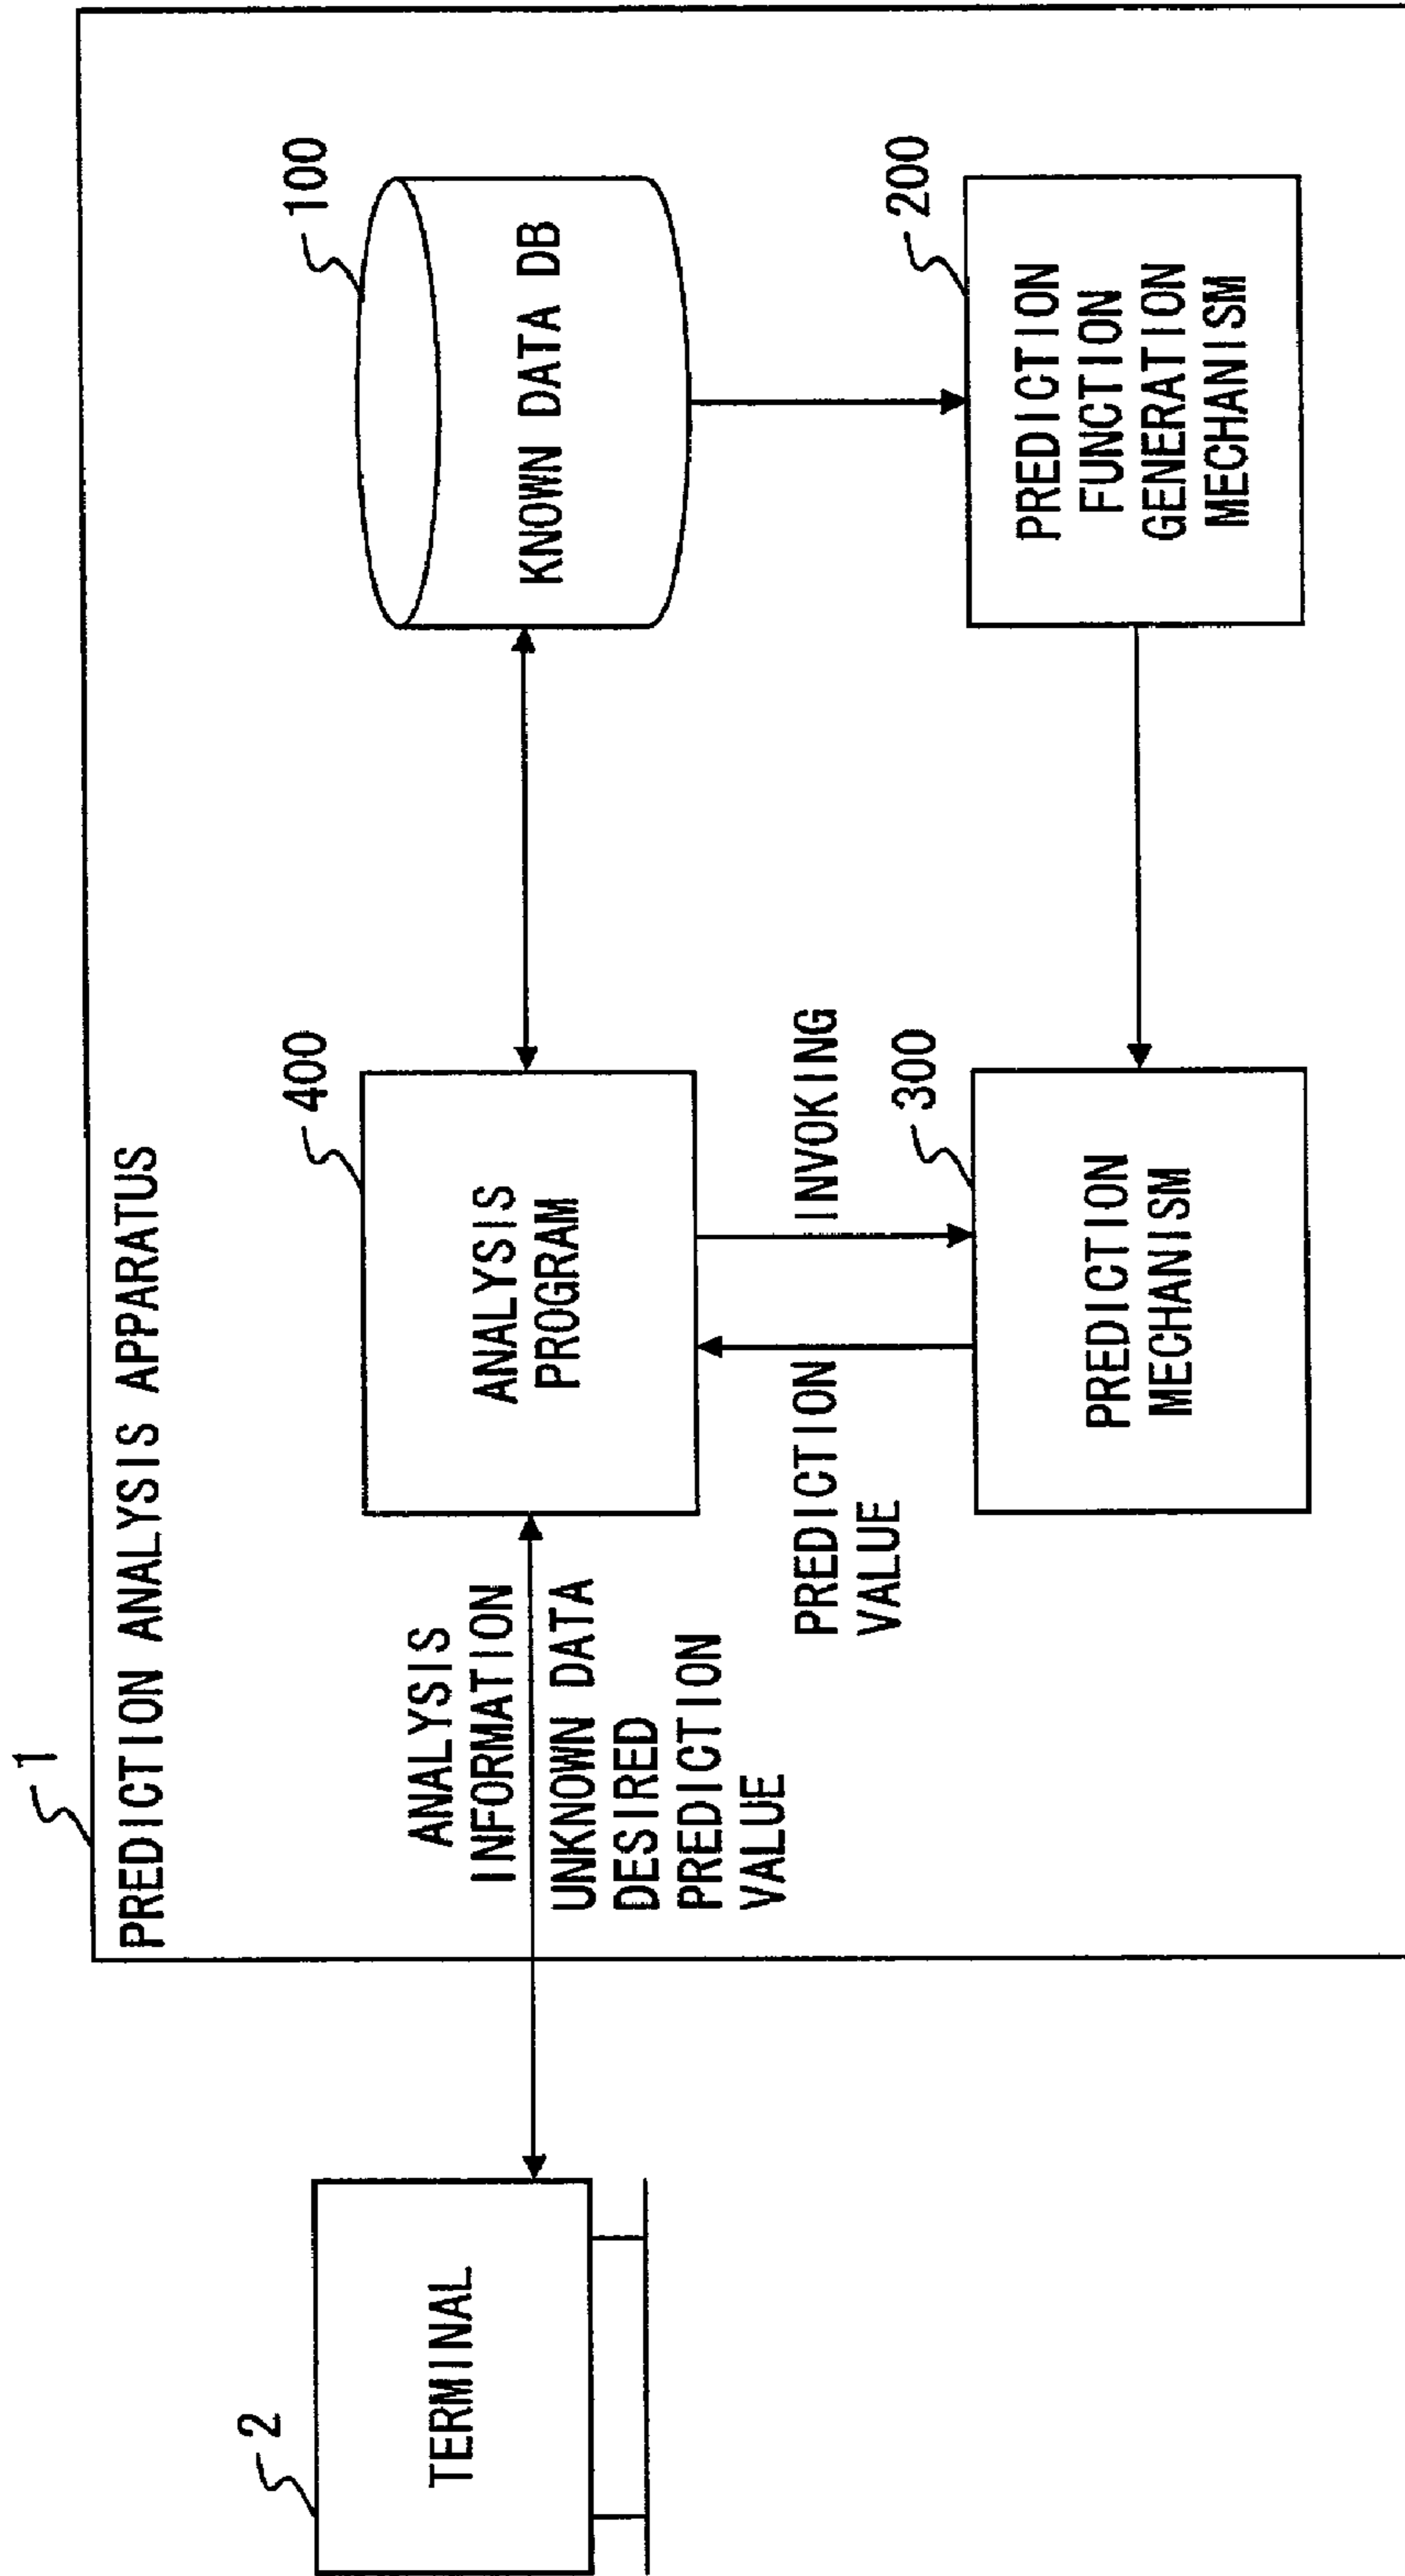 1
PREDICTION ANALYSIS APPARATUS
2
TERMINAL
ANALYSIS
INFORMATION
UNKNOWN DATA
DESIRED
PREDICTION
VALUE
400
ANALYSIS
PROGRAM
100
KNOWN DATA DB
INVOKING
PREDICTION
VALUE
300
PREDICTION
MECHANISM
200
PREDICTION
FUNCTION
GENERATION
MECHANISM